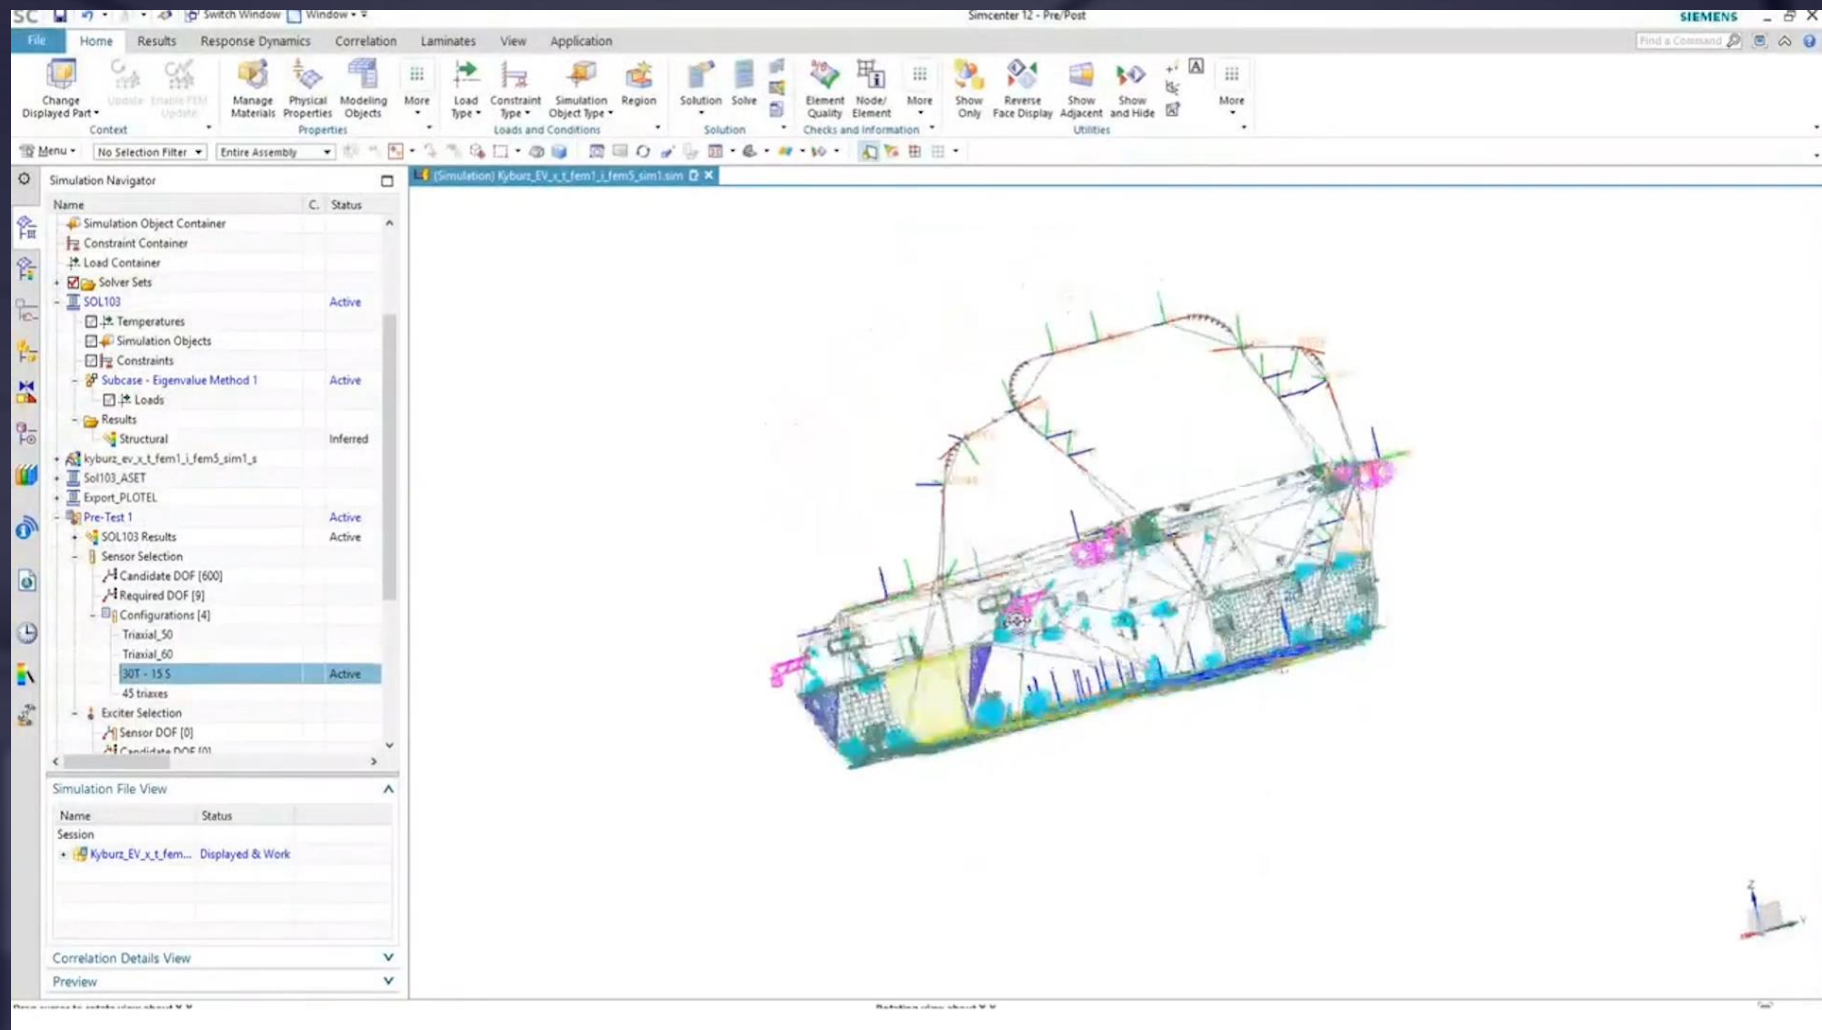 SC Switch Window Window Simcenter 12 - Pre/Post SIEMENS
File Home Results Response Dynamics Correlation Laminates View Application Find a Command
Change Displayed Part
Update
Enable FEM Update
Manage Materials
Physical Properties
Modeling Objects
More
Load Type
Constraint Type
Simulation Object Type
Region
Solution
Solve
Element Quality
Node/ Element
More
Show Only
Reverse Face Display
Show Adjacent
Show and Hide
A
More
Context Properties Loads and Conditions Solution Checks and Information Utilities
Menu No Selection Filter Entire Assembly
Simulation Navigator
(Simulation) Kyburz_EV_x_t_fem1_i_fem5_sim1.sim
Name C. Status
Simulation Object Container
Constraint Container
Load Container
Solver Sets
SOL103 Active
Temperatures
Simulation Objects
Constraints
Subcase - Eigenvalue Method 1 Active
Loads
Results
Structural Inferred
kyburz_ev_x_t_fem1_i_fem5_sim1_s
Sol103_ASET
Export_PLOTEL
Pre-Test 1 Active
SOL103 Results Active
Sensor Selection
Candidate DOF [600]
Required DOF [9]
Configurations [4]
Triaxial_50
Triaxial_60
30T - 15 S Active
45 triaxes
Exciter Selection
Sensor DOF [0]
Candidate DOF [0]
Simulation File View
Name Status
Session
Kyburz_EV_x_t_fem... Displayed & Work
Correlation Details View
Preview
Z
Y